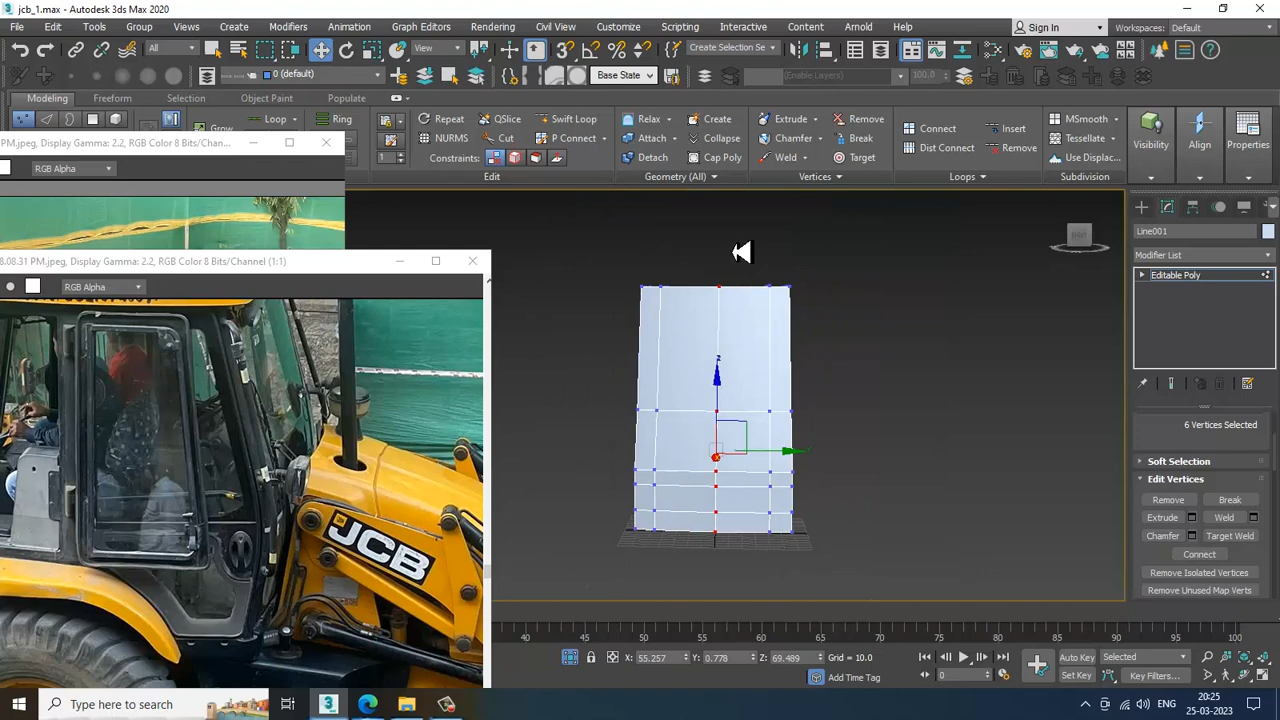 jcb_1.max - Autodesk 3ds Max 2020
File Edit Tools Group Views Create Modifiers Animation Graph Editors Rendering Civil View Customize Scripting Interactive Content Arnold Help Sign In Workspaces: Default
All View Create Selection Se
0 (default) Base State (Enable Layers) 100.0
Modeling Freeform Selection Object Paint Populate
Loop Ring Repeat QSlice Swift Loop Relax Create Extrude Remove Connect Insert MSmooth
Grow NURMS Cut P Connect Attach Collapse Chamfer Break Dist Connect Remove Tessellate Visibility Align Properties
1 Constraints: Detach Cap Poly Weld Target Use Displac...
Edit Geometry (All) Vertices Loops Subdivision
PM.jpeg, Display Gamma: 2.2, RGB Color 8 Bits/Chan...
RGB Alpha
8.08.31 PM.jpeg, Display Gamma: 2.2, RGB Color 8 Bits/Channel (1:1)
RGB Alpha
JCB
z
Line001
Modifier List
Editable Poly
6 Vertices Selected
Soft Selection
Edit Vertices
Remove Break
Extrude Weld
Chamfer Target Weld
Connect
Remove Isolated Vertices
Remove Unused Map Verts
40 45 50 55 60 65 70 75 80 85 90 95 100
X: 55.257 Y: 0.778 Z: 69.489 Grid = 10.0 Auto Key Selected
Add Time Tag 0 Set Key Key Filters...
Type here to search
ENG 20:25
25-03-2023